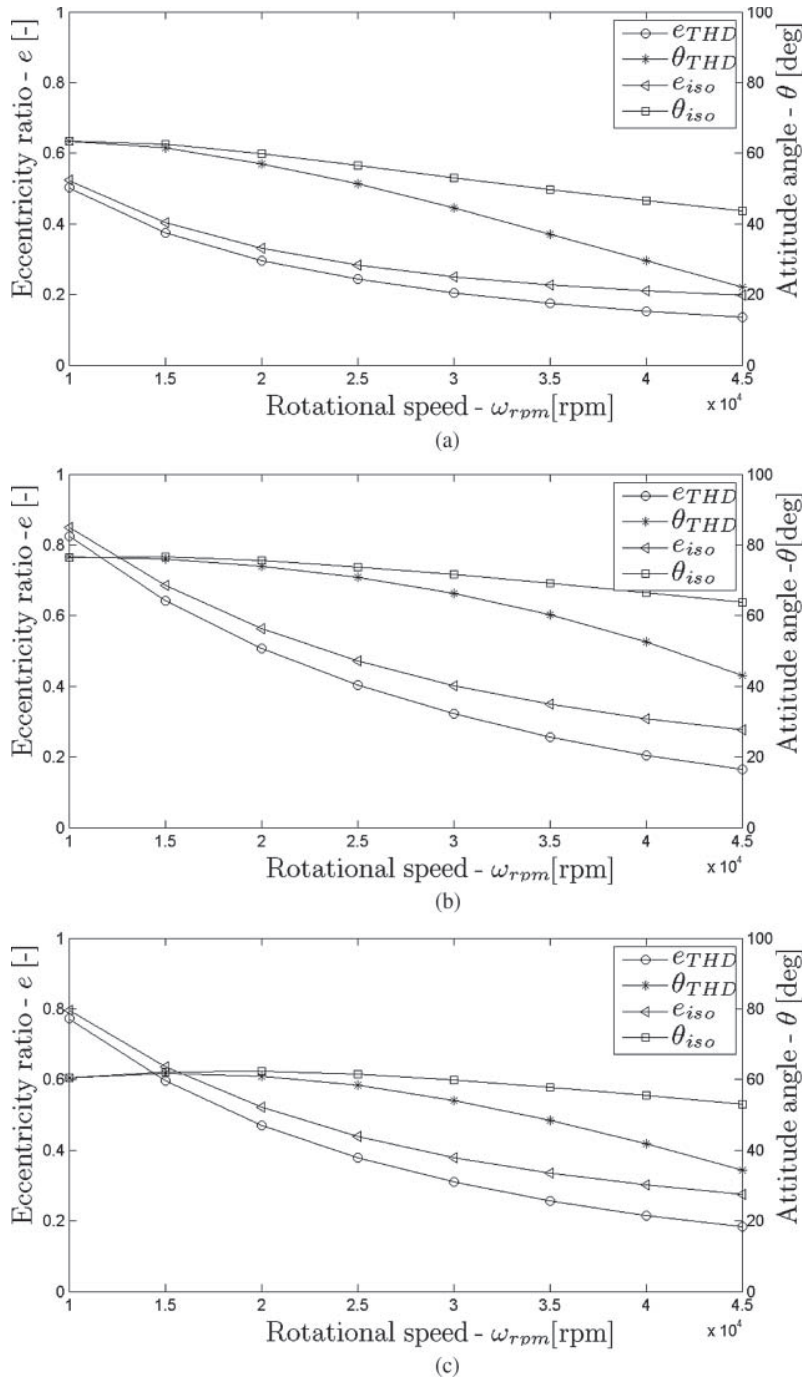 Eccentricity ratio - e [-]
1
0.8
0.6
0.4
0.2
0
100
80
60
40
20
0
Attitude angle - θ [deg]
e_THD
θ_THD
e_iso
θ_iso
1 1.5 2 2.5 3 3.5 4 4.5
x 10^4
Rotational speed - ω_rpm[rpm]
(a)
Eccentricity ratio -e [-]
1
0.8
0.6
0.4
0.2
0
100
80
60
40
20
0
Attitude angle -θ[deg]
e_THD
θ_THD
e_iso
θ_iso
1 1.5 2 2.5 3 3.5 4 4.5
x 10^4
Rotational speed - ω_rpm[rpm]
(b)
Eccentricity ratio - e [-]
1
0.8
0.6
0.4
0.2
0
100
80
60
40
20
0
Attitude angle - θ [deg]
e_THD
θ_THD
e_iso
θ_iso
1 1.5 2 2.5 3 3.5 4 4.5
x 10^4
Rotational speed - ω_rpm[rpm]
(c)